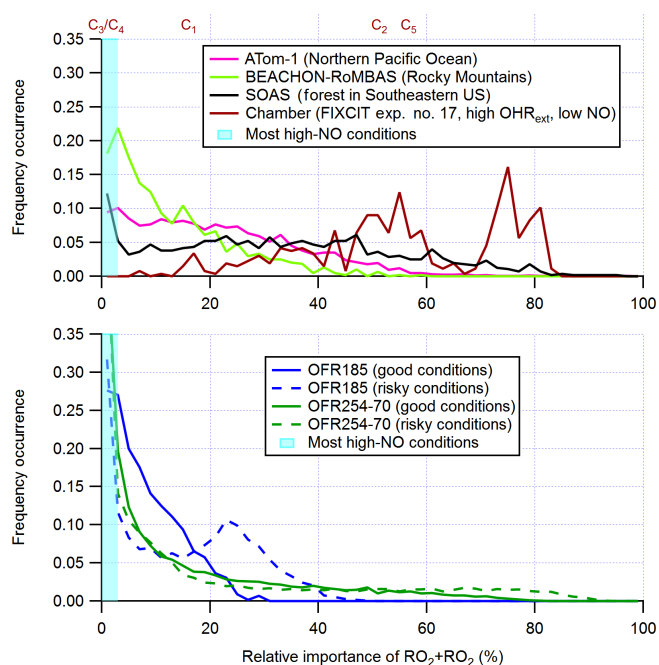 C3/C4 C1 C2 C5
0.35
0.30
0.25
0.20
0.15
0.10
0.05
0.00
Frequency occurrence
ATom-1 (Northern Pacific Ocean)
BEACHON-RoMBAS (Rocky Mountains)
SOAS (forest in Southeastern US)
Chamber (FIXCIT exp. no. 17, high OHRext, low NO)
Most high-NO conditions
0 20 40 60 80 100
0.35
0.30
0.25
0.20
0.15
0.10
0.05
0.00
Frequency occurrence
OFR185 (good conditions)
OFR185 (risky conditions)
OFR254-70 (good conditions)
OFR254-70 (risky conditions)
Most high-NO conditions
0 20 40 60 80 100
Relative importance of RO2+RO2 (%)